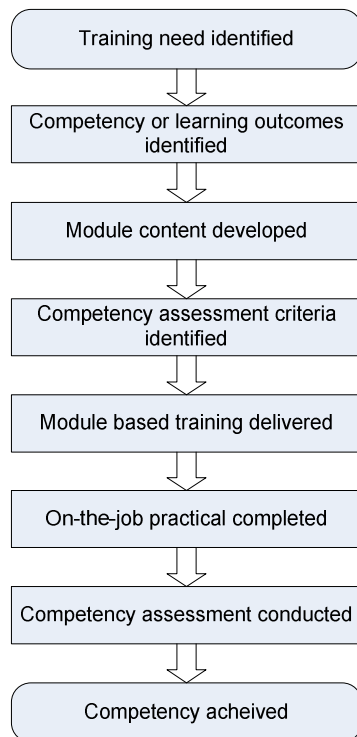 Training need identified
Competency or learning outcomes
identified
Module content developed
Competency assessment criteria
identified
Module based training delivered
On-the-job practical completed
Competency assessment conducted
Competency acheived